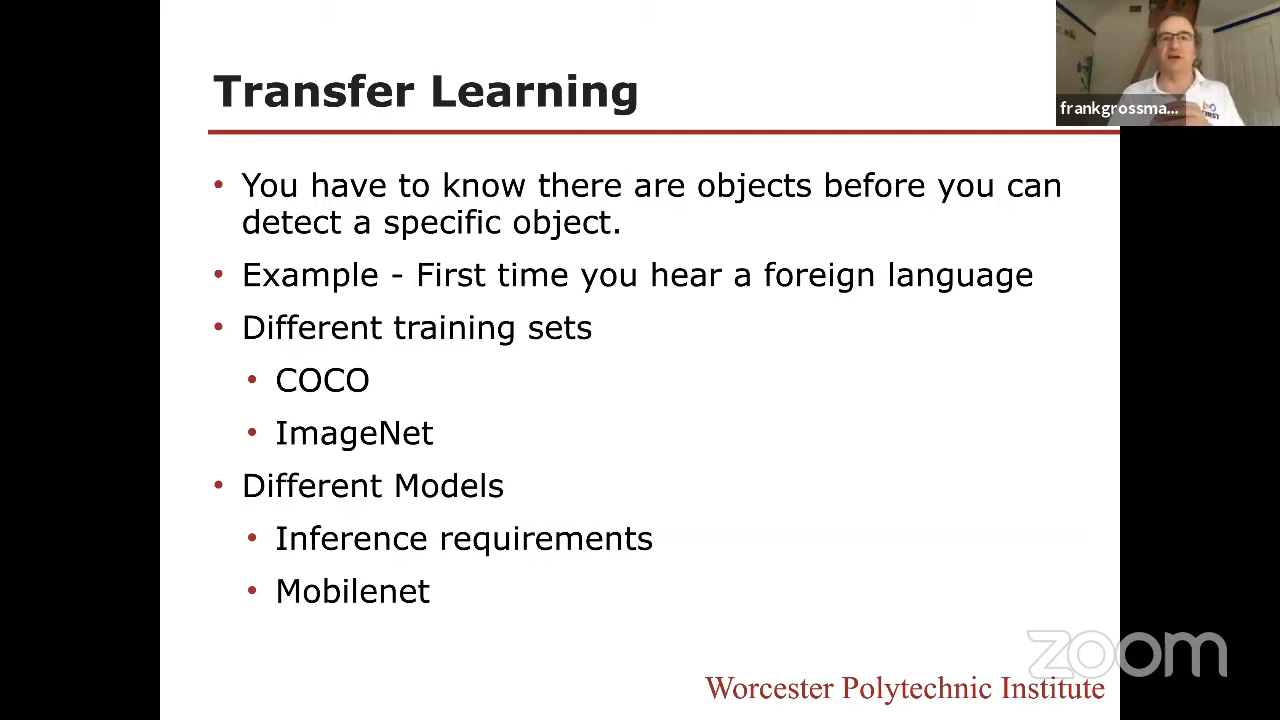 Transfer Learning
frankgrossma...
FIRST
• You have to know there are objects before you can
detect a specific object.
• Example - First time you hear a foreign language
• Different training sets
• COCO
• ImageNet
• Different Models
• Inference requirements
• Mobilenet
zoom
Worcester Polytechnic Institute